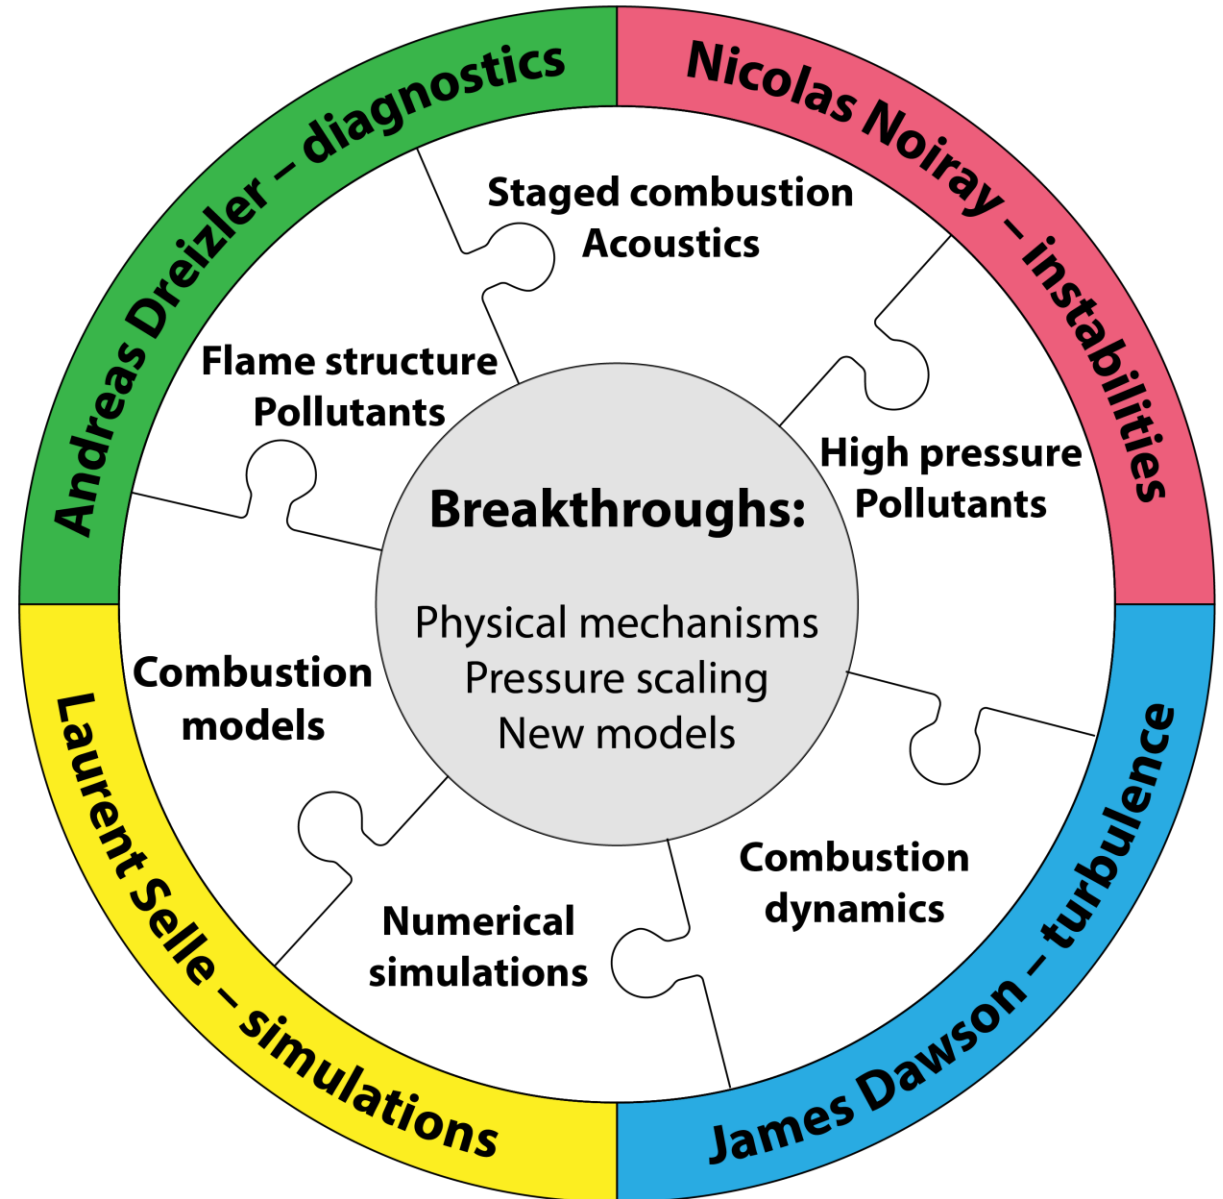 Andreas Dreizler – diagnostics
Nicolas Noiray – instabilities
Staged combustion
Acoustics
Flame structure
Pollutants
High pressure
Pollutants
Breakthroughs:
Physical mechanisms
Pressure scaling
New models
Combustion
models
Combustion
dynamics
Numerical
simulations
Laurent Selle – simulations
James Dawson – turbulence